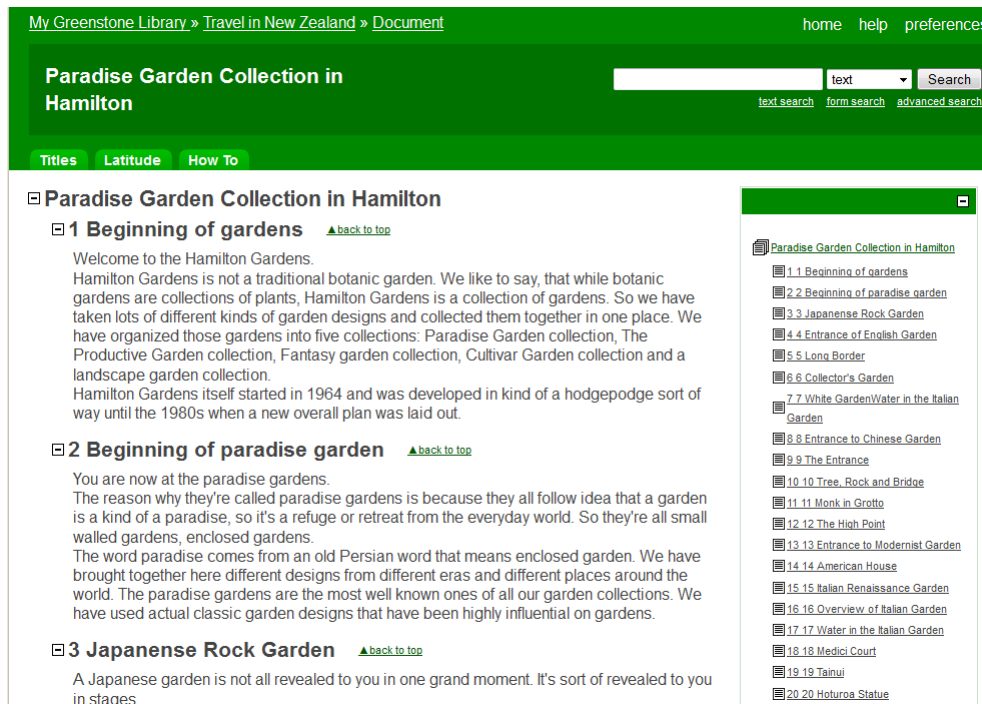 My Greenstone Library » Travel in New Zealand » Document
home help preferences
Paradise Garden Collection in
Hamilton
text
Search
text search form search advanced search
Titles Latitude How To
Paradise Garden Collection in Hamilton
1 Beginning of gardens ▲back to top
Welcome to the Hamilton Gardens.
Hamilton Gardens is not a traditional botanic garden. We like to say, that while botanic
gardens are collections of plants, Hamilton Gardens is a collection of gardens. So we have
taken lots of different kinds of garden designs and collected them together in one place. We
have organized those gardens into five collections: Paradise Garden collection, The
Productive Garden collection, Fantasy garden collection, Cultivar Garden collection and a
landscape garden collection.
Hamilton Gardens itself started in 1964 and was developed in kind of a hodgepodge sort of
way until the 1980s when a new overall plan was laid out.
2 Beginning of paradise garden ▲back to top
You are now at the paradise gardens.
The reason why they're called paradise gardens is because they all follow idea that a garden
is a kind of a paradise, so it's a refuge or retreat from the everyday world. So they're all small
walled gardens, enclosed gardens.
The word paradise comes from an old Persian word that means enclosed garden. We have
brought together here different designs from different eras and different places around the
world. The paradise gardens are the most well known ones of all our garden collections. We
have used actual classic garden designs that have been highly influential on gardens.
3 Japanense Rock Garden ▲back to top
A Japanese garden is not all revealed to you in one grand moment. It's sort of revealed to you
in stages
Paradise Garden Collection in Hamilton
1 1 Beginning of gardens
2 2 Beginning of paradise garden
3 3 Japanese Rock Garden
4 4 Entrance of English Garden
5 5 Long Border
6 6 Collector's Garden
7 7 White GardenWater in the Italian
Garden
8 8 Entrance to Chinese Garden
9 9 The Entrance
10 10 Tree, Rock and Bridge
11 11 Monk in Grotto
12 12 The High Point
13 13 Entrance to Modernist Garden
14 14 American House
15 15 Italian Renaissance Garden
16 16 Overview of Italian Garden
17 17 Water in the Italian Garden
18 18 Medici Court
19 19 Tainui
20 20 Hoturoa Statue